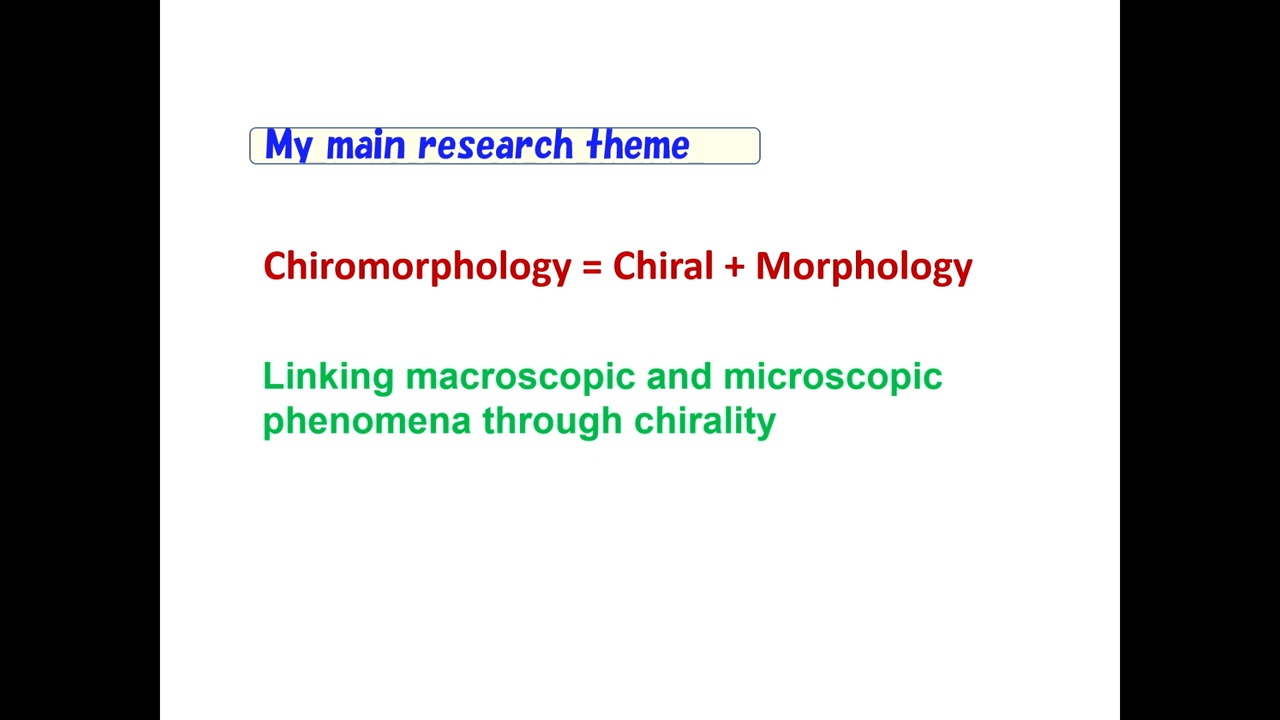 My main research theme
Chiromorphology = Chiral + Morphology
Linking macroscopic and microscopic
phenomena through chirality